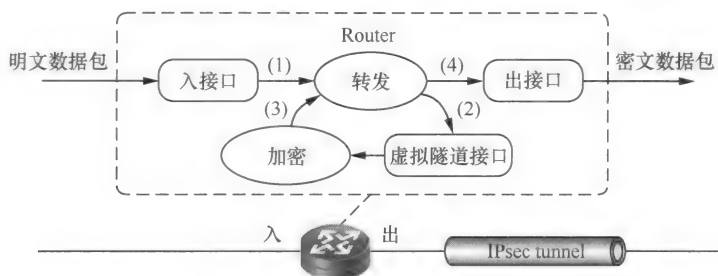 Router
明文数据包
入接口
(1)
转发
(4)
出接口
密文数据包
(3)
(2)
加密
虚拟隧道接口
入
出
IPsec tunnel